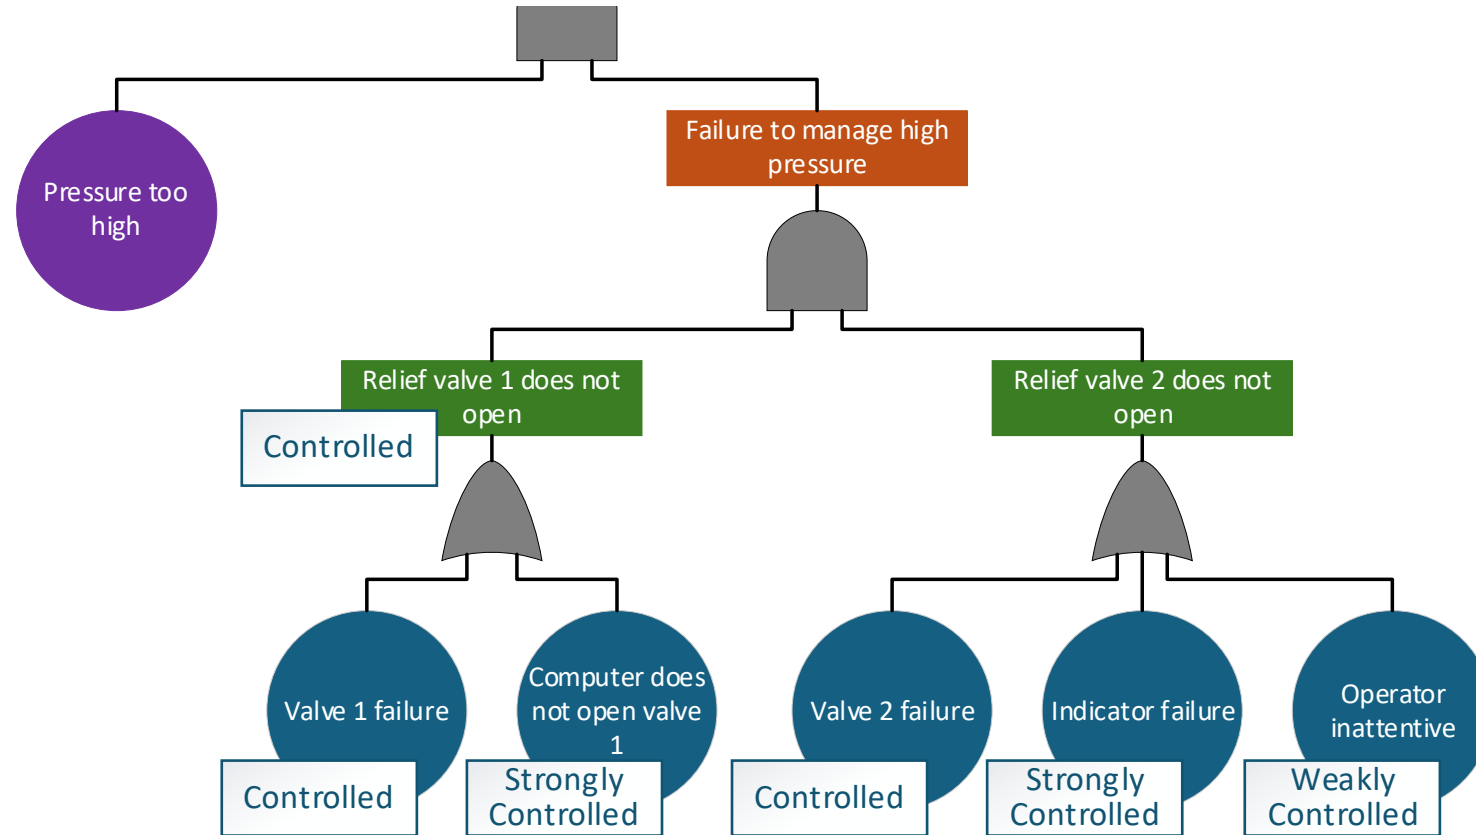 Failure to manage high
pressure
Pressure too
high
Relief valve 1 does not
open
Controlled
Relief valve 2 does not
open
Valve 1 failure
Controlled
Computer does
not open valve
1
Strongly
Controlled
Valve 2 failure
Controlled
Indicator failure
Strongly
Controlled
Operator
inattentive
Weakly
Controlled